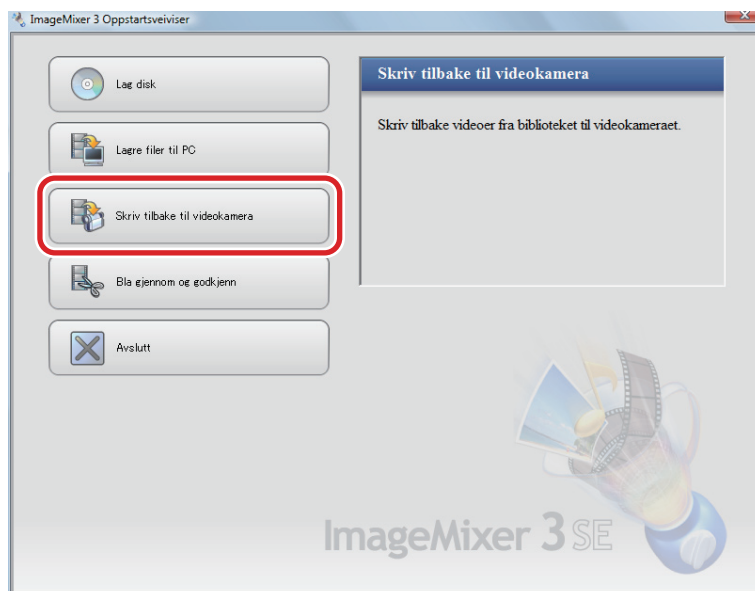 ImageMixer 3 Oppstartsveiviser
Lag disk
Lagre filer til PC
Skriv tilbake til videokamera
Bla gjennom og godkjenn
Avslutt
Skriv tilbake til videokamera
Skriv tilbake videoer fra biblioteket til videokameraet.
ImageMixer 3 SE